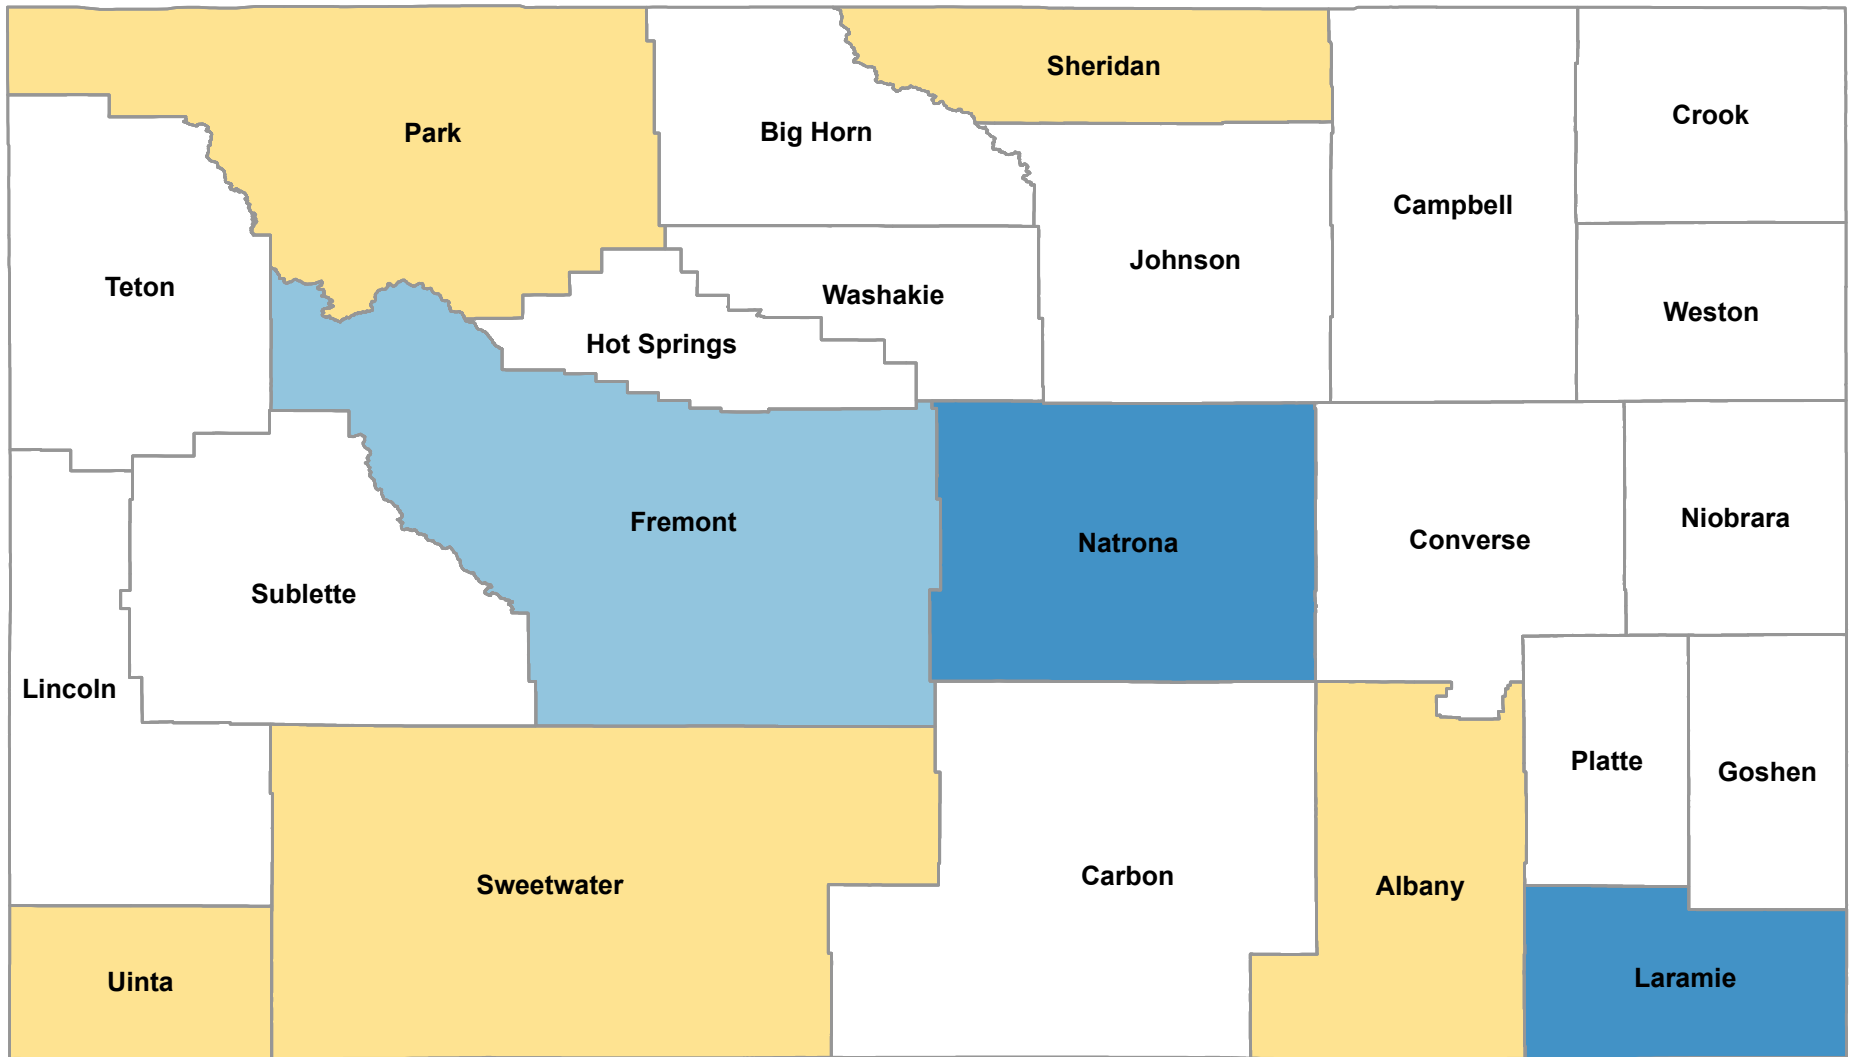 Sheridan
Crook
Park
Big Horn
Campbell
Johnson
Teton
Washakie
Weston
Hot Springs
Fremont
Niobrara
Natrona
Converse
Sublette
Lincoln
Platte
Goshen
Sweetwater
Carbon
Albany
Uinta
Laramie